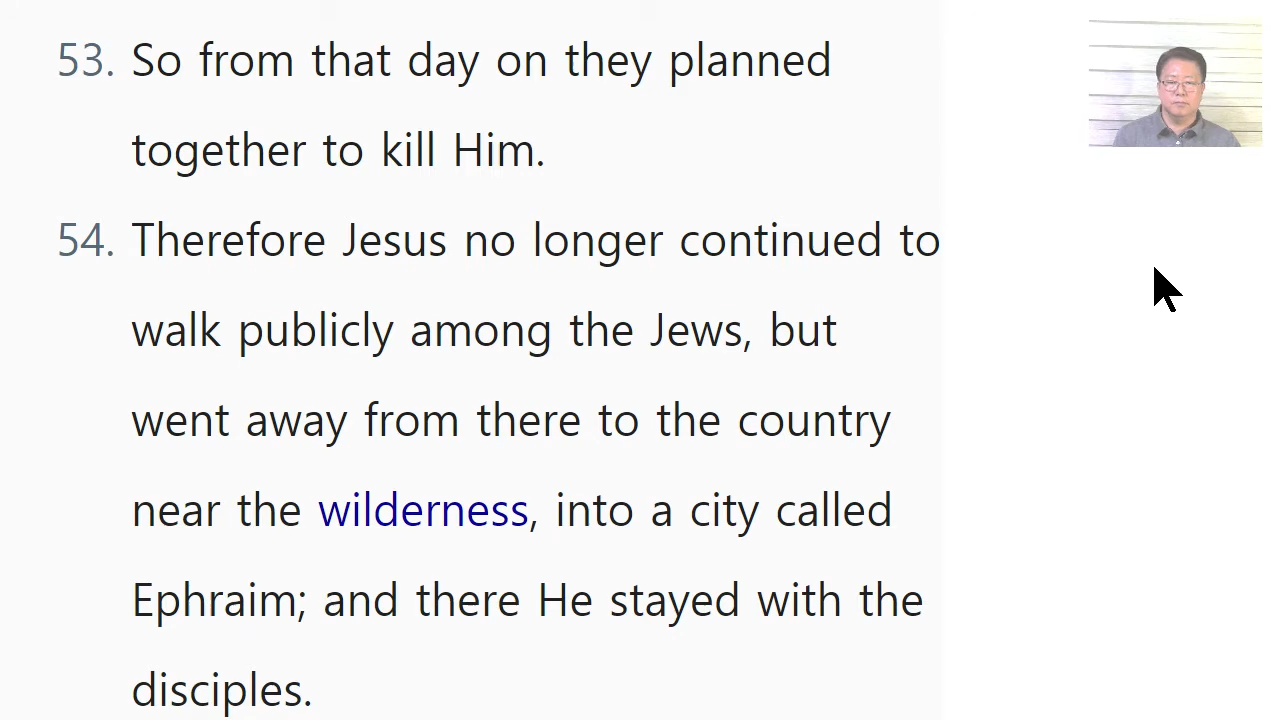 53. So from that day on they planned
together to kill Him.
54. Therefore Jesus no longer continued to
walk publicly among the Jews, but
went away from there to the country
near the wilderness, into a city called
Ephraim; and there He stayed with the
disciples.